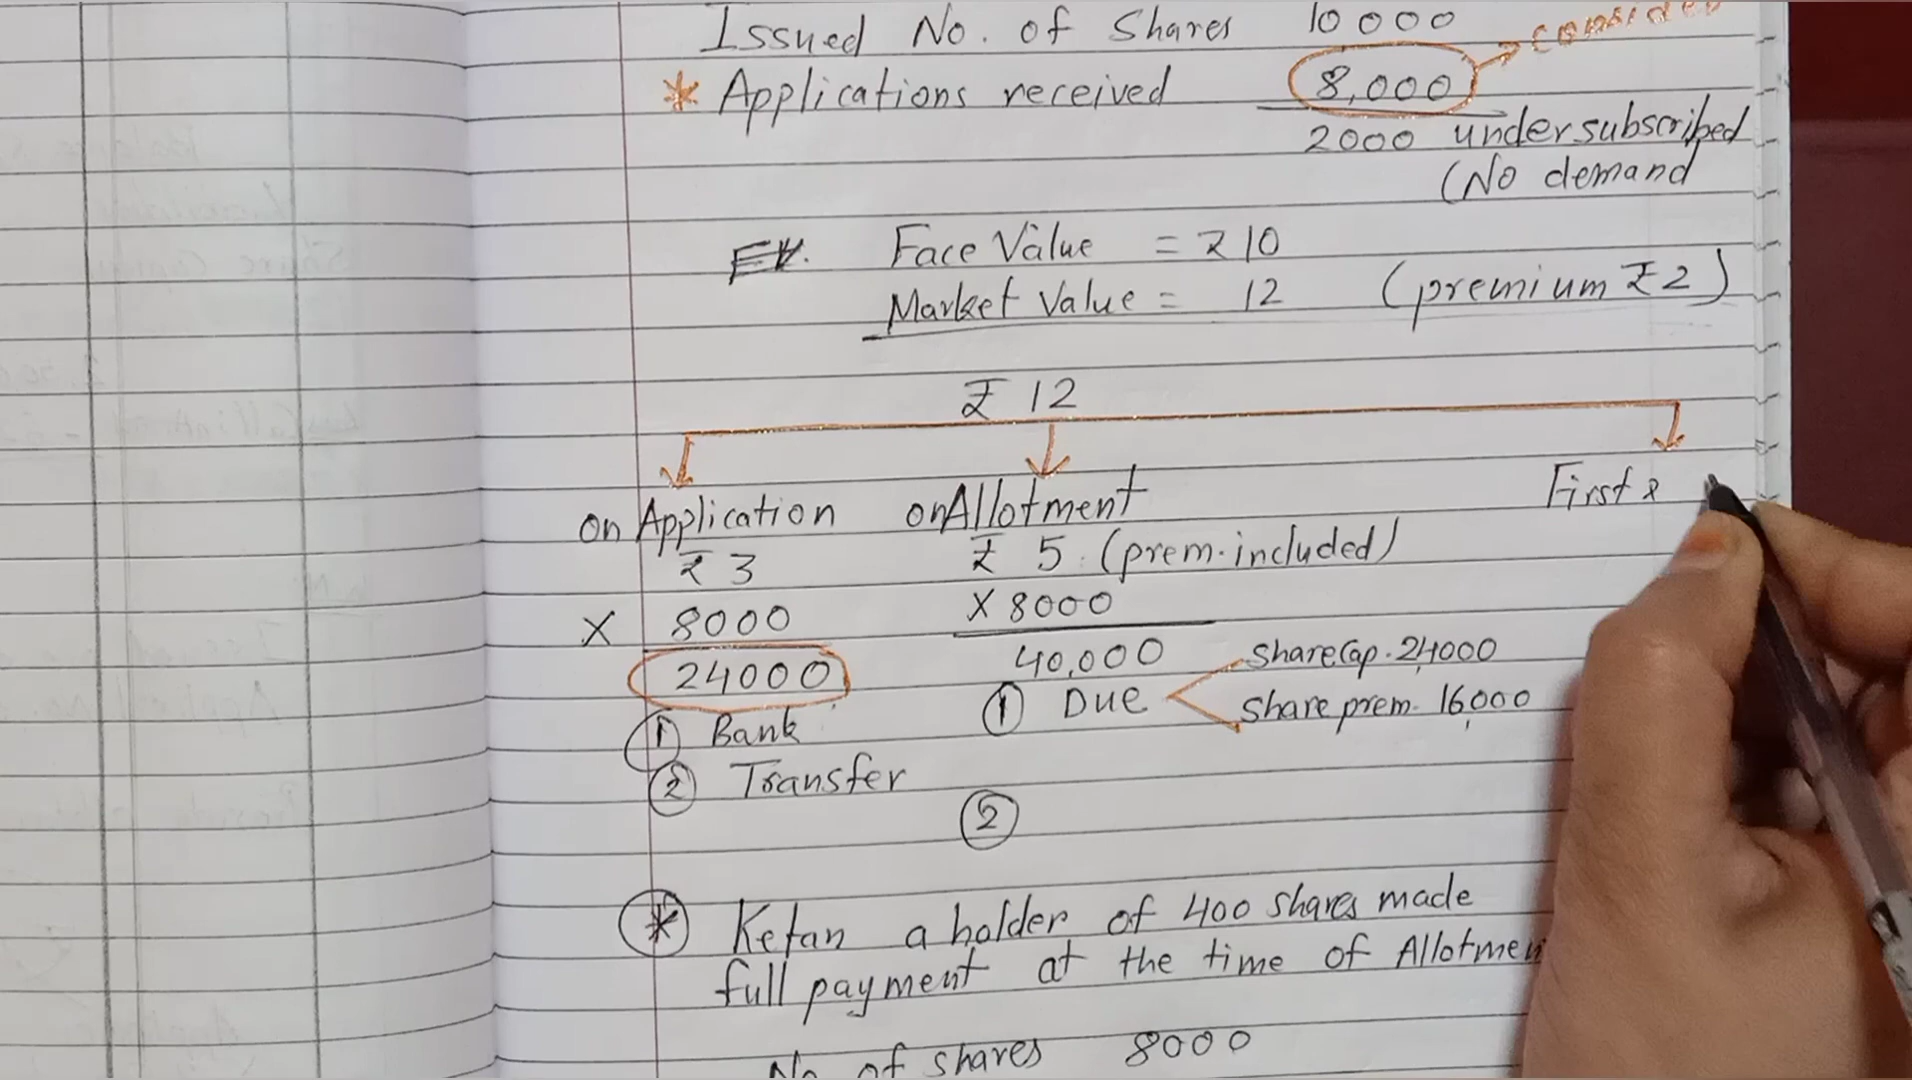 Issued No. of Shares 10000
* Applications received 8,000
2000 undersubscribed
(No demand
Face Value = ₹ 10
Market Value = 12 (premium ₹ 2)
₹ 12
on Application on Allotment First &
₹ 3 ₹ 5 (prem. included)
X 8000 X 8000
24000 40,000 Share Cap. 24000
① Bank ① Due Share prem. 16,000
② Transfer
②
* Ketan a holder of 400 shares made
full payment at the time of Allotmen
No of shares 8000